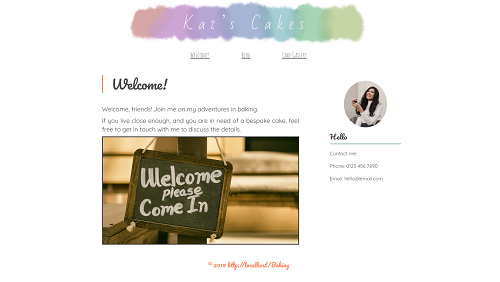 Kat's Cakes
Welcome!
Blog
Cake Gallery
Welcome!
Welcome, friends! Join me on my adventures in baking.
If you live close enough, and you are in need of a bespoke cake, feel
free to get in touch with me to discuss the details.
Welcome
please
Come In
Hello
Contact me:
Phone: 0123 456 7890
Email: hello@email.com
© 2019 http://localhost/Baking